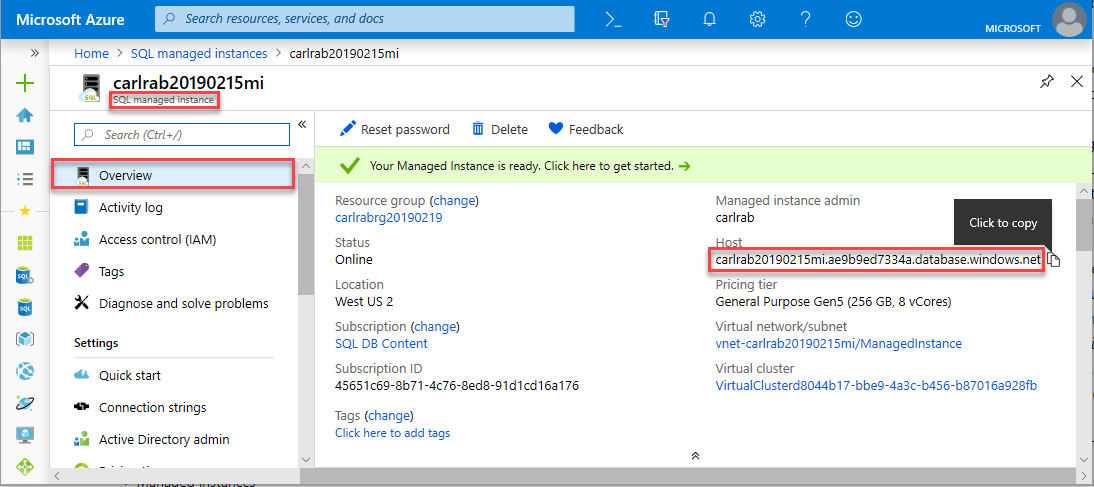 Microsoft Azure
Search resources, services, and docs
MICROSOFT
Home > SQL managed instances > carlrab20190215mi
carlrab20190215mi
SQL managed instance
SQL
Search (Ctrl+/)
Overview
Activity log
Access control (IAM)
Tags
Diagnose and solve problems
Settings
Quick start
Connection strings
Active Directory admin
Reset password
Delete
Feedback
Your Managed Instance is ready. Click here to get started.
Resource group (change)
carlrabrg20190219
Status
Online
Location
West US 2
Subscription (change)
SQL DB Content
Subscription ID
45651c69-8b71-4c76-8ed8-91d1cd16a176
Tags (change)
Click here to add tags
Managed instance admin
carlrab
Click to copy
Host
carlrab20190215mi.ae9b9ed7334a.database.windows.net
Pricing tier
General Purpose Gen5 (256 GB, 8 vCores)
Virtual network/subnet
vnet-carlrab20190215mi/ManagedInstance
Virtual cluster
VirtualClusterd8044b17-bbe9-4a3c-b456-b87016a928fb